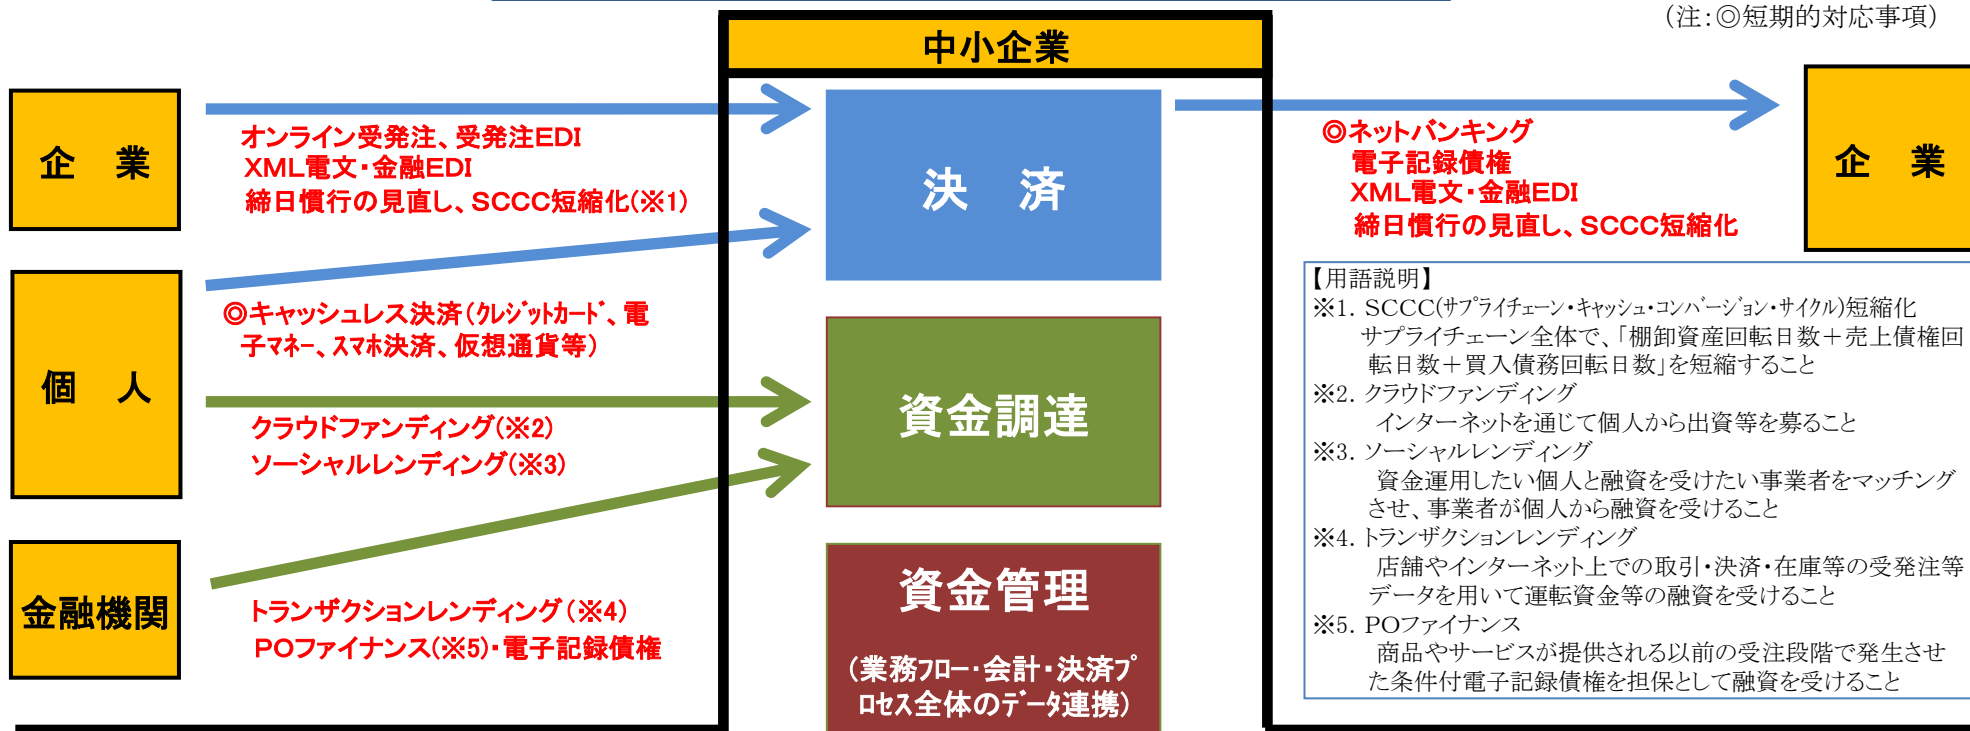 (注:◎短期的対応事項)
中小企業
企　業
オンライン受発注、受発注EDI
XML電文・金融EDI
締日慣行の見直し、SCCC短縮化(※1)
決　済
◎ネットバンキング
電子記録債権
XML電文・金融EDI
締日慣行の見直し、SCCC短縮化
企　業
個　人
◎キャッシュレス決済(クレジットカード、電
子マネー、スマホ決済、仮想通貨等)
クラウドファンディング(※2)
ソーシャルレンディング(※3)
資金調達
金融機関
トランザクションレンディング(※4)
POファイナンス(※5)・電子記録債権
資金管理
(業務フロー・会計・決済プ
ロセス全体のデータ連携)
【用語説明】
※1. SCCC(サプライチェーン・キャッシュ・コンバージョン・サイクル)短縮化
サプライチェーン全体で、「棚卸資産回転日数+売上債権回
転日数+買入債務回転日数」を短縮すること
※2. クラウドファンディング
インターネットを通じて個人から出資等を募ること
※3. ソーシャルレンディング
資金運用したい個人と融資を受けたい事業者をマッチング
させ、事業者が個人から融資を受けること
※4. トランザクションレンディング
店舗やインターネット上での取引・決済・在庫等の受発注等
データを用いて運転資金等の融資を受けること
※5. POファイナンス
商品やサービスが提供される以前の受注段階で発生させ
た条件付電子記録債権を担保として融資を受けること